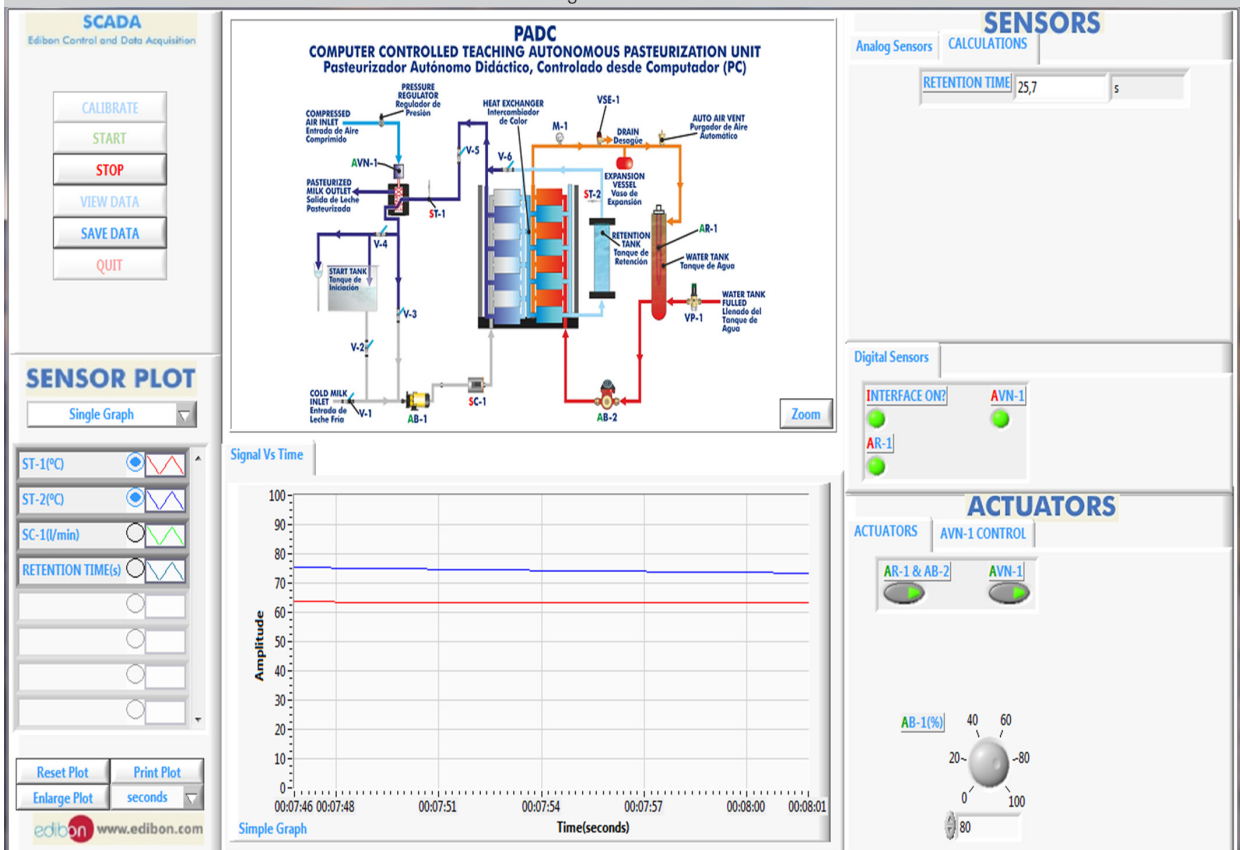 SCADA
Edibon Control and Data Acquisition
CALIBRATE
START
STOP
VIEW DATA
SAVE DATA
QUIT
SENSOR PLOT
Single Graph
ST-1(ºC)
ST-2(ºC)
SC-1(l/min)
RETENTION TIME(s)
Reset Plot
Print Plot
Enlarge Plot
seconds
edibon www.edibon.com
PADC
COMPUTER CONTROLLED TEACHING AUTONOMOUS PASTEURIZATION UNIT
Pasteurizador Autónomo Didáctico, Controlado desde Computador (PC)
PRESSURE
REGULATOR
Regulador de
Presión
COMPRESSED
AIR INLET
Entrada de Aire
Comprimido
AVN-1
PASTEURIZED
MILK OUTLET
Salida de Leche
Pasteurizada
ST-1
V-4
START TANK
Tanque de
Iniciación
V-3
V-2
COLD MILK
INLET
Entrada de
Leche Fría
V-1
AB-1
SC-1
V-5
V-6
HEAT EXCHANGER
Intercambiador
de Calor
M-1
VSE-1
DRAIN
Desagüe
AUTO AIR VENT
Purgador de Aire
Automático
EXPANSION
VESSEL
Vaso de
Expansión
ST-2
RETENTION
TANK
Tanque de
Retención
AR-1
WATER TANK
Tanque de Agua
WATER TANK
FULLED
Llenado del
Tanque de
Agua
VP-1
AB-2
Zoom
Signal Vs Time
Amplitude
100
90
80
70
60
50
40
30
20
10
0
00:07:46 00:07:48 00:07:51 00:07:54 00:07:57 00:08:00 00:08:01
Simple Graph
Time(seconds)
SENSORS
Analog Sensors
CALCULATIONS
RETENTION TIME 25,7 s
Digital Sensors
INTERFACE ON?
AVN-1
AR-1
ACTUATORS
ACTUATORS
AVN-1 CONTROL
AR-1 & AB-2
AVN-1
AB-1(%)
40 60
20 80
0 100
80